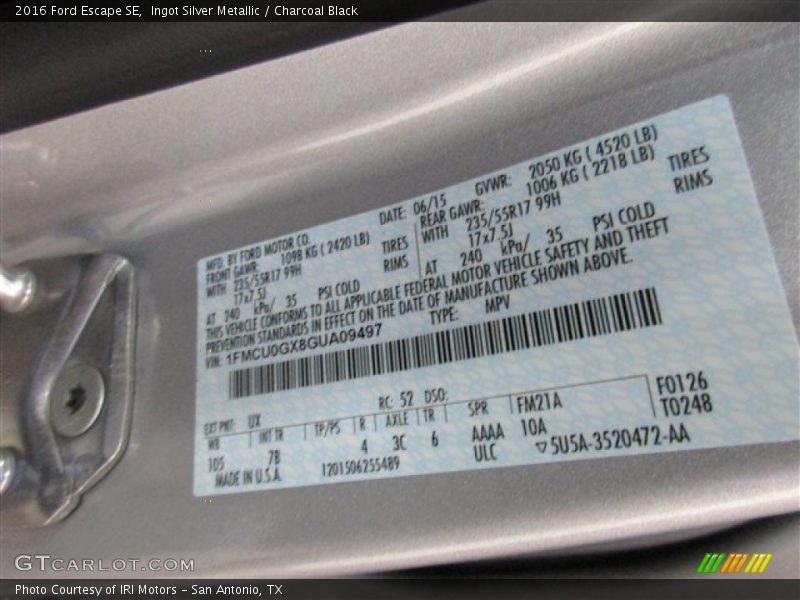 2016 Ford Escape SE, Ingot Silver Metallic / Charcoal Black
MFD. BY FORD MOTOR CO. DATE: 06/15 GVWR: 2050 KG ( 4520 LB)
FRONT GAWR: 1098 KG ( 2420 LB) REAR GAWR: 1006 KG ( 2218 LB)
WITH 235/55R17 99H TIRES WITH 235/55R17 99H TIRES
17x7.5J RIMS 17x7.5J RIMS
AT 240 kPa/ 35 PSI COLD AT 240 kPa/ 35 PSI COLD
THIS VEHICLE CONFORMS TO ALL APPLICABLE FEDERAL MOTOR VEHICLE SAFETY AND THEFT
PREVENTION STANDARDS IN EFFECT ON THE DATE OF MANUFACTURE SHOWN ABOVE.
VIN: 1FMCU0GX8GUA09497 TYPE: MPV
EXT PNT: UX RC: 52 DSO: F0126
WB INT TR TP/PS R AXLE TR SPR FM21A T0248
105 7B 4 3C 6 AAAA 10A
MADE IN U.S.A. 1201506255489 ULC ▽5U5A-3520472-AA
GTCARLOT.COM
Photo Courtesy of IRI Motors - San Antonio, TX